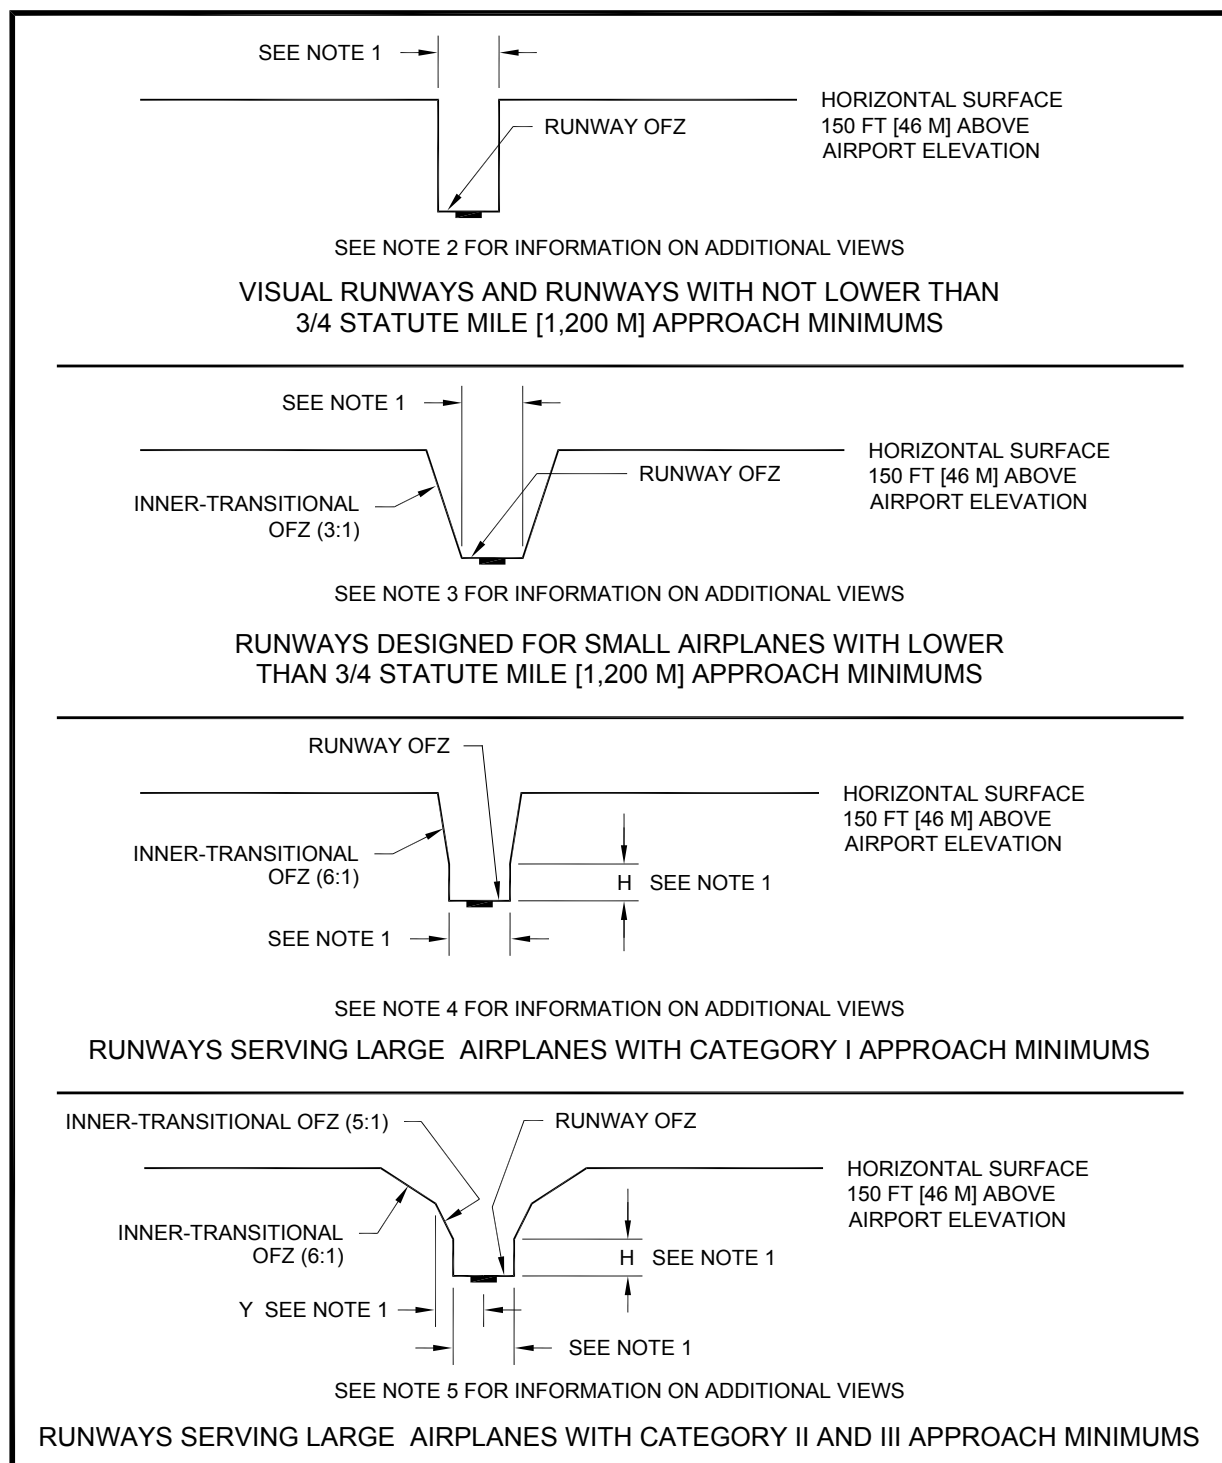 SEE NOTE 1
HORIZONTAL SURFACE
150 FT [46 M] ABOVE
AIRPORT ELEVATION
RUNWAY OFZ
SEE NOTE 2 FOR INFORMATION ON ADDITIONAL VIEWS
VISUAL RUNWAYS AND RUNWAYS WITH NOT LOWER THAN
3/4 STATUTE MILE [1,200 M] APPROACH MINIMUMS
SEE NOTE 1
HORIZONTAL SURFACE
150 FT [46 M] ABOVE
AIRPORT ELEVATION
RUNWAY OFZ
INNER-TRANSITIONAL
OFZ (3:1)
SEE NOTE 3 FOR INFORMATION ON ADDITIONAL VIEWS
RUNWAYS DESIGNED FOR SMALL AIRPLANES WITH LOWER
THAN 3/4 STATUTE MILE [1,200 M] APPROACH MINIMUMS
RUNWAY OFZ
HORIZONTAL SURFACE
150 FT [46 M] ABOVE
AIRPORT ELEVATION
INNER-TRANSITIONAL
OFZ (6:1)
H SEE NOTE 1
SEE NOTE 1
SEE NOTE 4 FOR INFORMATION ON ADDITIONAL VIEWS
RUNWAYS SERVING LARGE AIRPLANES WITH CATEGORY I APPROACH MINIMUMS
INNER-TRANSITIONAL OFZ (5:1)
RUNWAY OFZ
HORIZONTAL SURFACE
150 FT [46 M] ABOVE
AIRPORT ELEVATION
INNER-TRANSITIONAL
OFZ (6:1)
H SEE NOTE 1
Y SEE NOTE 1
SEE NOTE 1
SEE NOTE 5 FOR INFORMATION ON ADDITIONAL VIEWS
RUNWAYS SERVING LARGE AIRPLANES WITH CATEGORY II AND III APPROACH MINIMUMS